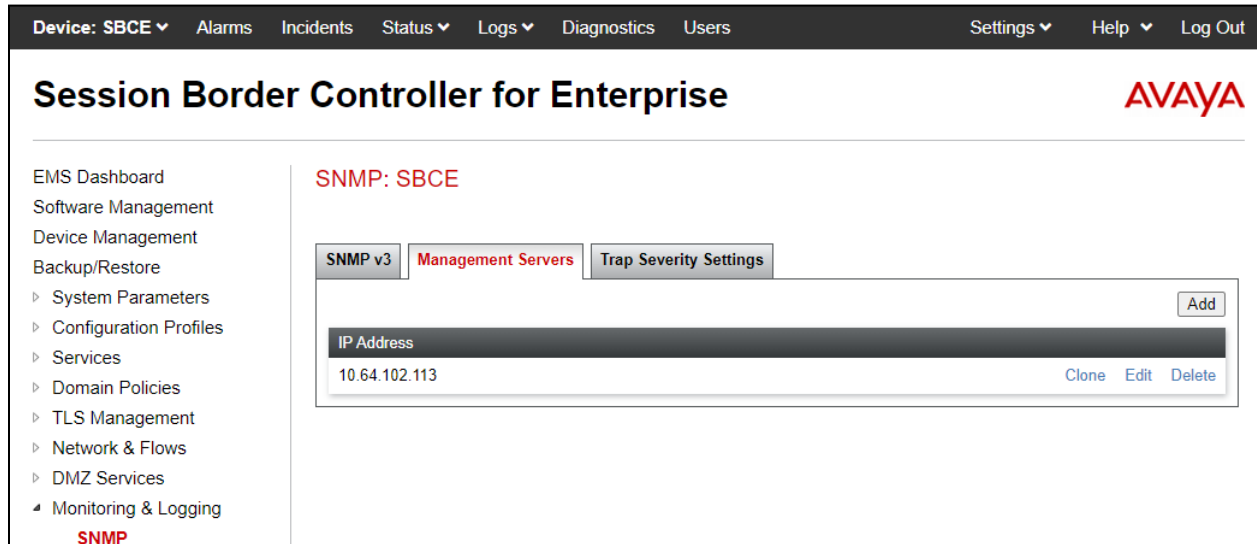 Device: SBCE Alarms Incidents Status Logs Diagnostics Users Settings Help Log Out
Session Border Controller for Enterprise
AVAYA
EMS Dashboard
Software Management
Device Management
Backup/Restore
System Parameters
Configuration Profiles
Services
Domain Policies
TLS Management
Network & Flows
DMZ Services
Monitoring & Logging
SNMP
SNMP: SBCE
SNMP v3 Management Servers Trap Severity Settings
Add
IP Address
10.64.102.113 Clone Edit Delete